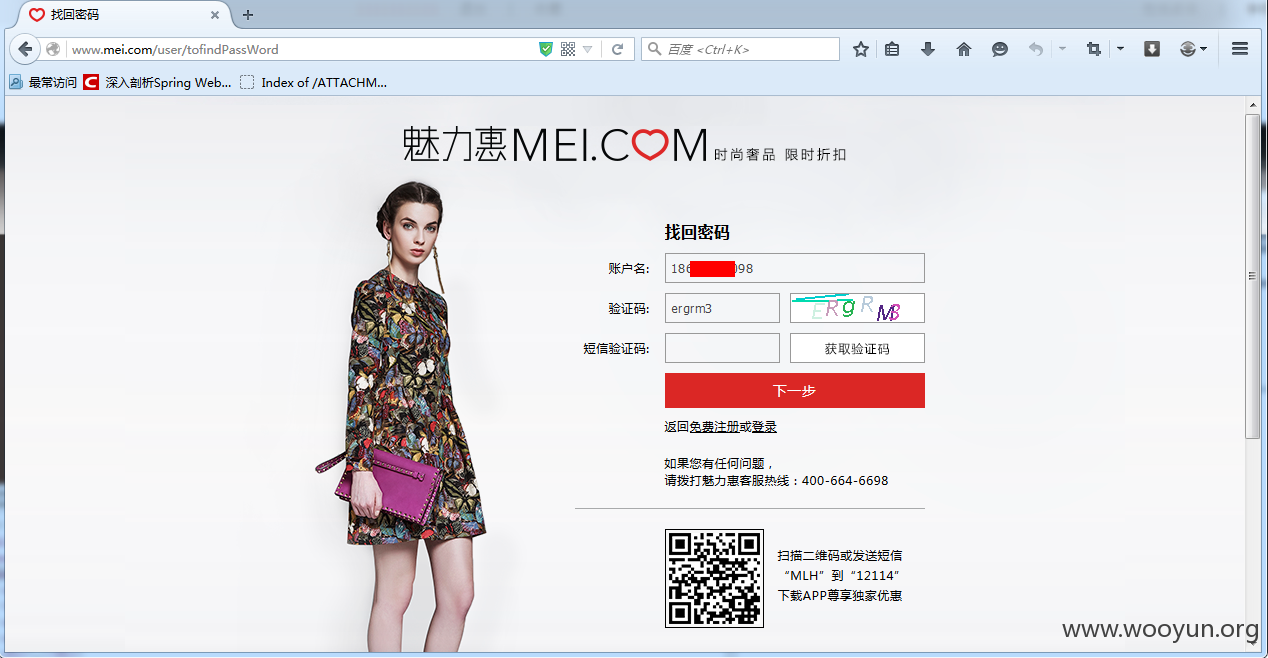 找回密码
www.mei.com/user/tofindPassWord
百度 <Ctrl+K>
最常访问
深入剖析Spring Web...
Index of /ATTACHM...
魅力惠MEI.COM 时尚奢品 限时折扣
找回密码
账户名: 186 098
验证码: ergrm3 ERgRM3
短信验证码: 获取验证码
下一步
返回免费注册或登录
如果您有任何问题，
请拨打魅力惠客服热线：400-664-6698
扫描二维码或发送短信
“MLH”到“12114”
下载APP尊享独家优惠
www.wooyun.org